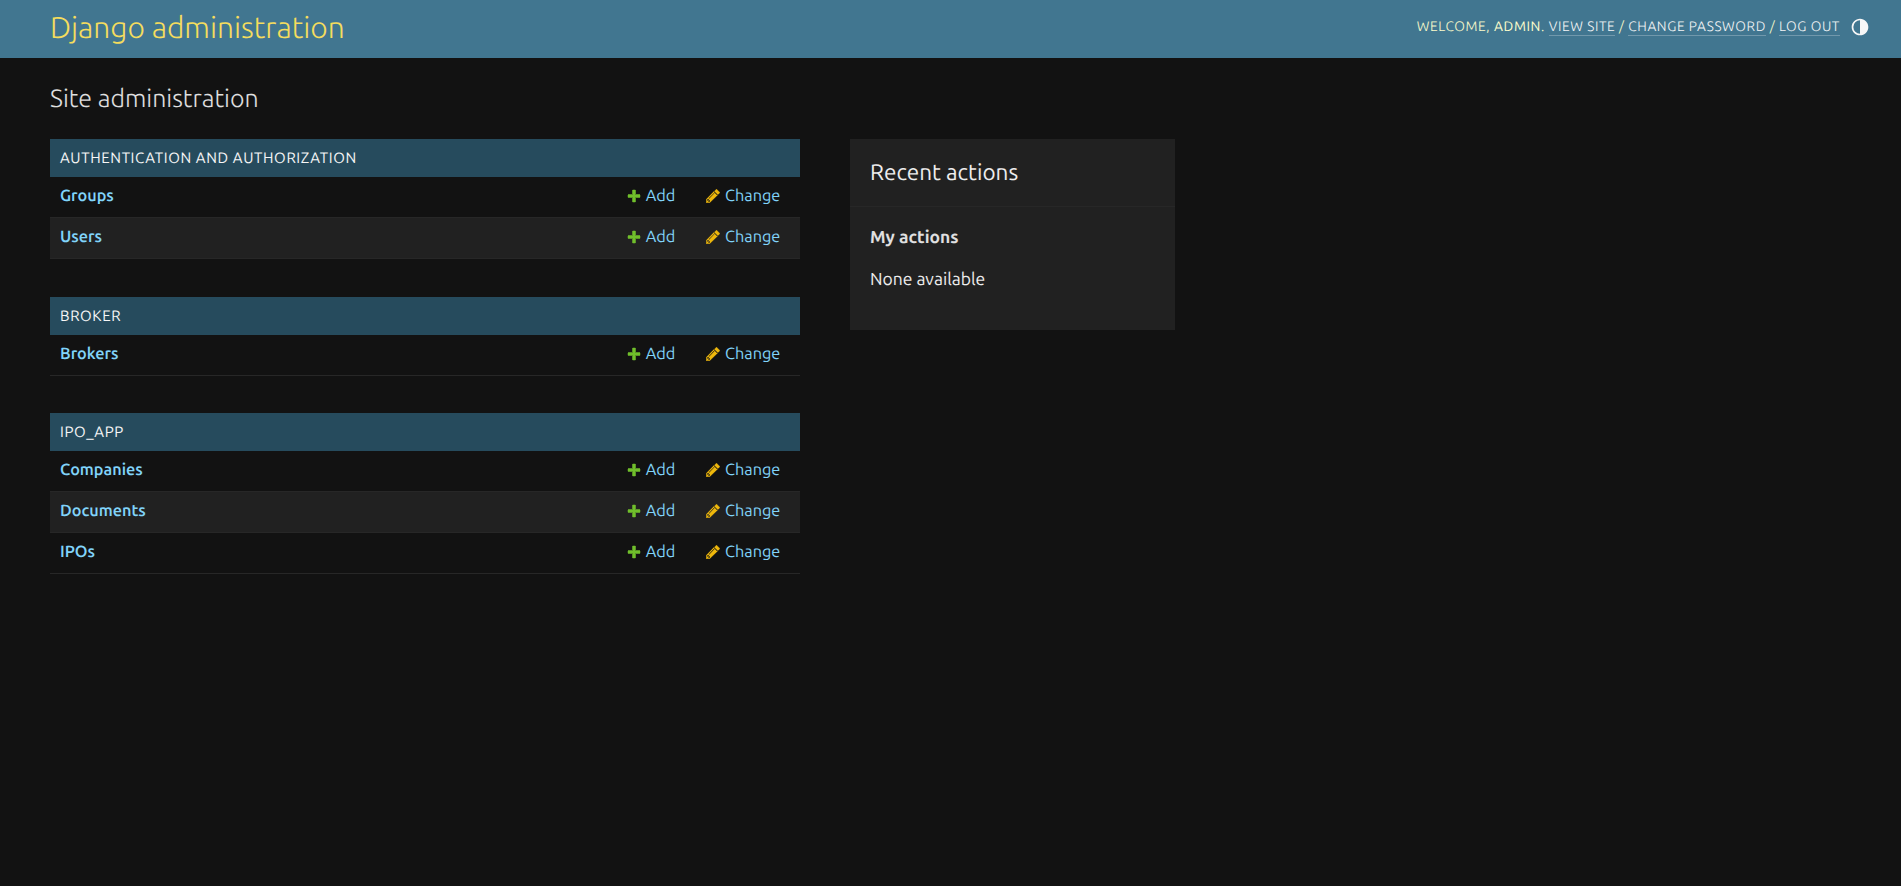 Django administration
WELCOME, ADMIN. VIEW SITE / CHANGE PASSWORD / LOG OUT
Site administration
AUTHENTICATION AND AUTHORIZATION
Groups Add Change
Users Add Change
BROKER
Brokers Add Change
IPO_APP
Companies Add Change
Documents Add Change
IPOs Add Change
Recent actions
My actions
None available